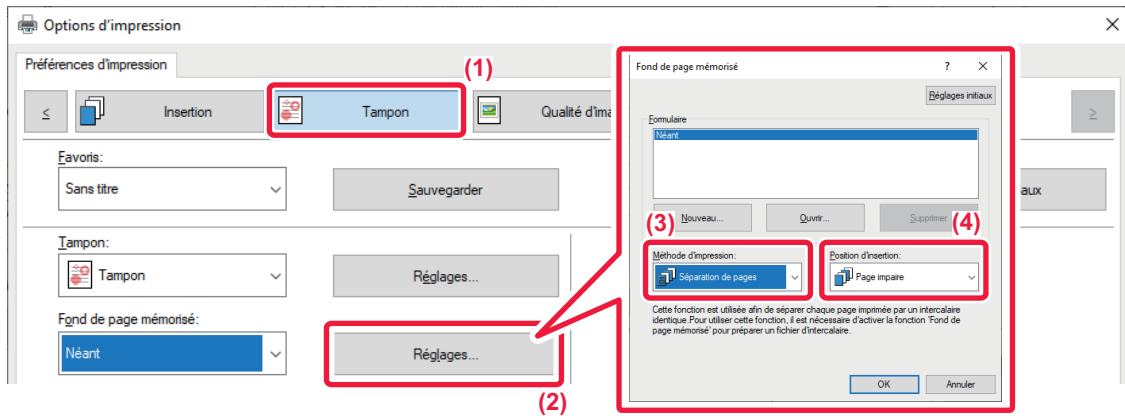 Options d'impression
Préférences d'impression
(1)
≤
Insertion
Tampon
Qualité d'ima
≥
Favoris:
Sans titre
Sauvegarder
aux
Tampon:
Tampon
Réglages...
Fond de page mémorisé:
Néant
Réglages...
(2)
Fond de page mémorisé
?
Réglages initiaux
Formulaire
Néant
Nouveau...
Ouvrir...
Supprimer
(3)
(4)
Méthode d'impression:
Position d'insertion:
Séparation de pages
Page impaire
Cette fonction est utilisée afin de séparer chaque page imprimée par un intercalaire
identique.Pour utiliser cette fonction, il est nécessaire d'activer la fonction 'Fond de
page mémorisé' pour préparer un fichier d'intercalaire.
OK
Annuler